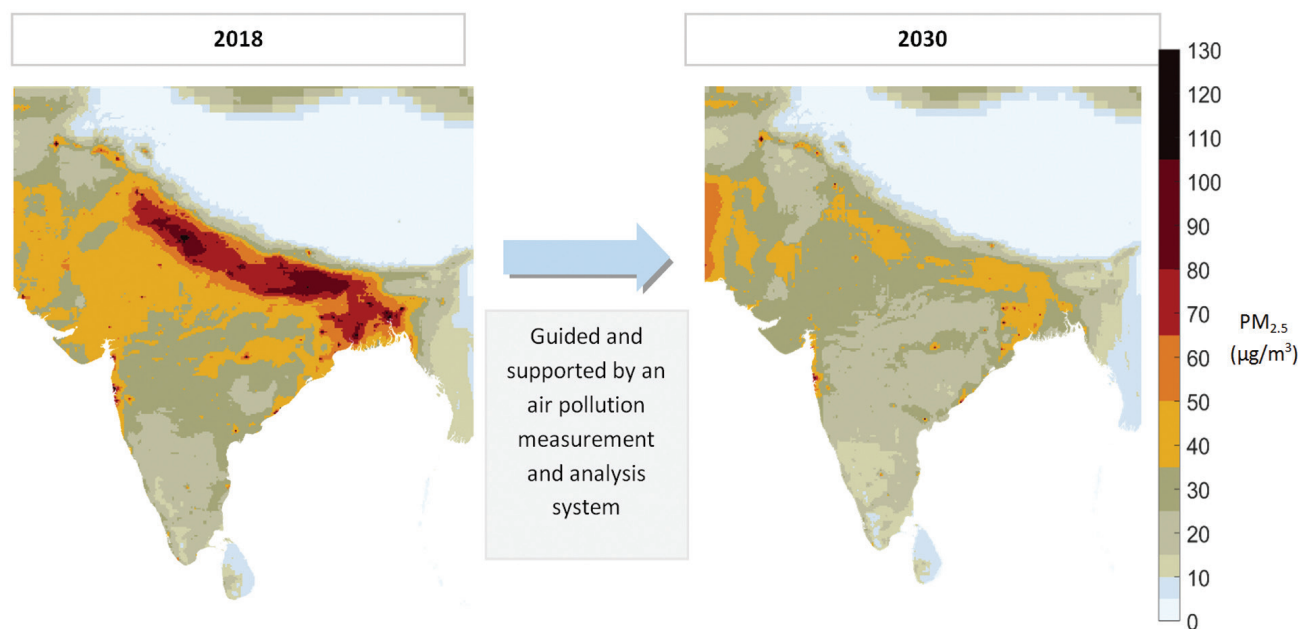 2018
2030
Guided and
supported by an
air pollution
measurement
and analysis
system
130
120
110
100
90
80
70
60
50
40
30
20
10
0
PM2.5
(µg/m³)